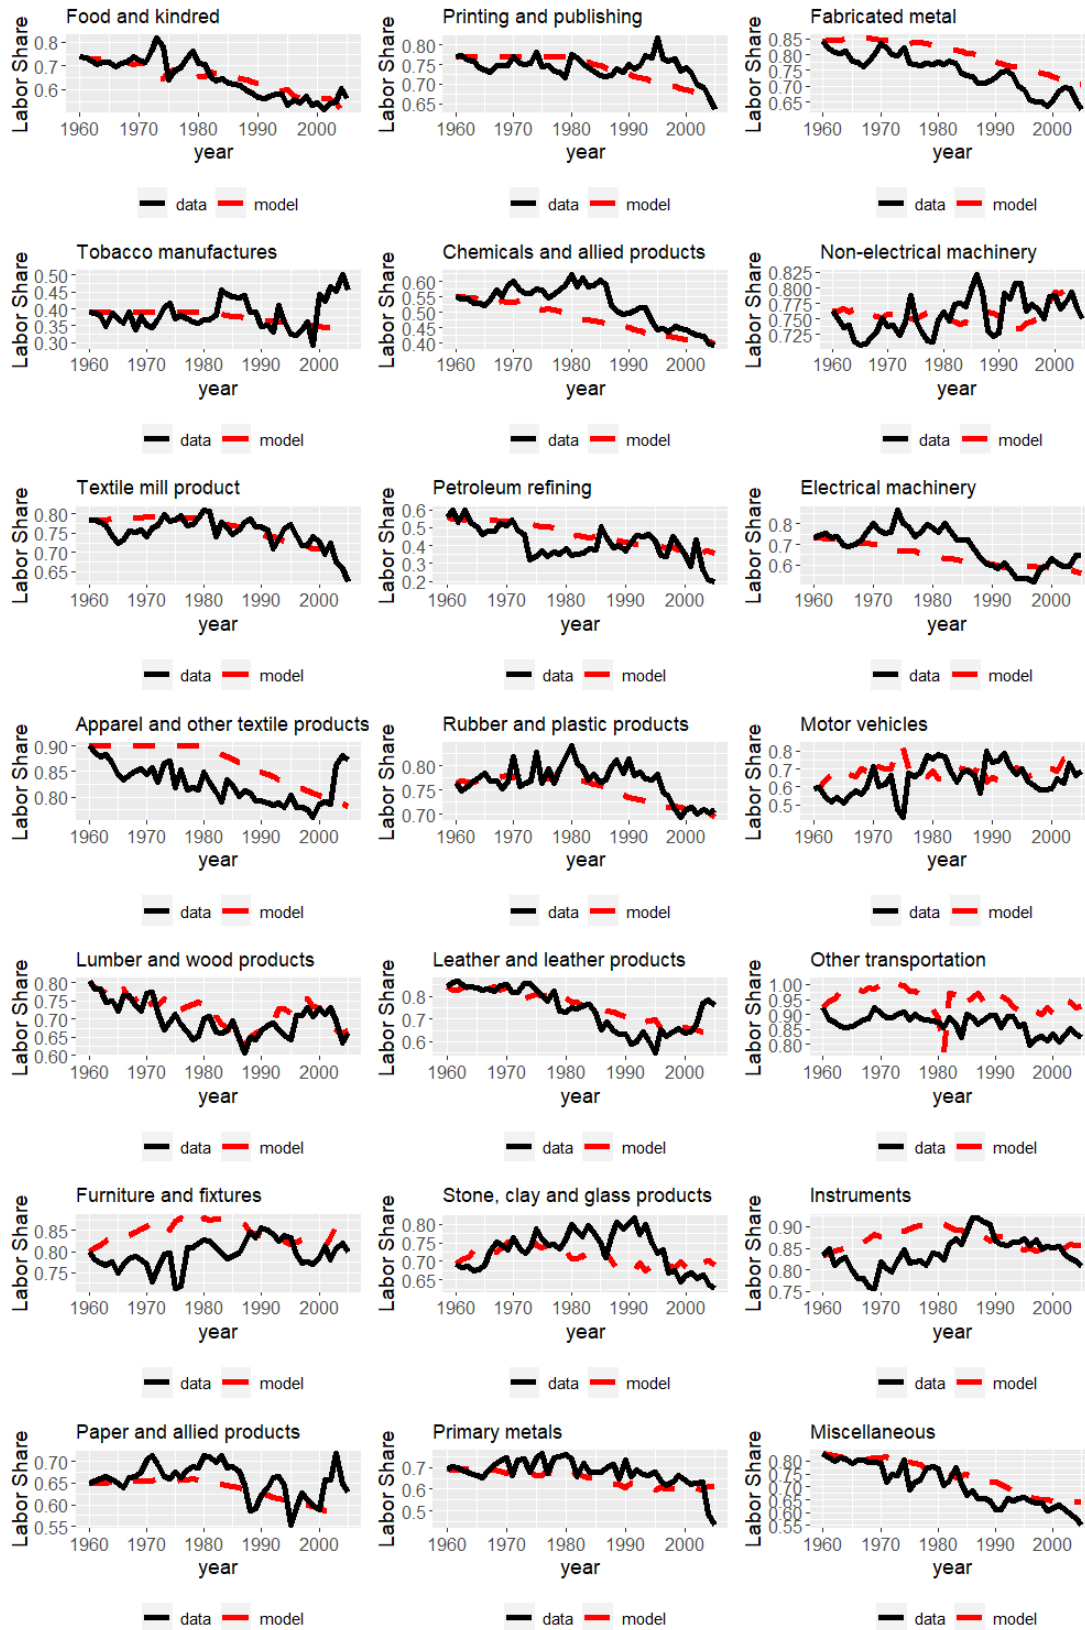 Food and kindred
Labor Share
0.8
0.7
0.6
1960 1970 1980 1990 2000
year
data model
Printing and publishing
Labor Share
0.80
0.75
0.70
0.65
1960 1970 1980 1990 2000
year
data model
Fabricated metal
Labor Share
0.85
0.80
0.75
0.70
0.65
1960 1970 1980 1990 2000
year
data model
Tobacco manufactures
Labor Share
0.50
0.45
0.40
0.35
0.30
1960 1970 1980 1990 2000
year
data model
Chemicals and allied products
Labor Share
0.60
0.55
0.50
0.45
0.40
1960 1970 1980 1990 2000
year
data model
Non-electrical machinery
Labor Share
0.825
0.800
0.775
0.750
0.725
1960 1970 1980 1990 2000
year
data model
Textile mill product
Labor Share
0.80
0.75
0.70
0.65
1960 1970 1980 1990 2000
year
data model
Petroleum refining
Labor Share
0.6
0.5
0.4
0.3
0.2
1960 1970 1980 1990 2000
year
data model
Electrical machinery
Labor Share
0.8
0.7
0.6
1960 1970 1980 1990 2000
year
data model
Apparel and other textile products
Labor Share
0.90
0.85
0.80
1960 1970 1980 1990 2000
year
data model
Rubber and plastic products
Labor Share
0.80
0.75
0.70
1960 1970 1980 1990 2000
year
data model
Motor vehicles
Labor Share
0.8
0.7
0.6
0.5
1960 1970 1980 1990 2000
year
data model
Lumber and wood products
Labor Share
0.80
0.75
0.70
0.65
0.60
1960 1970 1980 1990 2000
year
data model
Leather and leather products
Labor Share
0.8
0.7
0.6
1960 1970 1980 1990 2000
year
data model
Other transportation
Labor Share
1.00
0.95
0.90
0.85
0.80
1960 1970 1980 1990 2000
year
data model
Furniture and fixtures
Labor Share
0.85
0.80
0.75
1960 1970 1980 1990 2000
year
data model
Stone, clay and glass products
Labor Share
0.80
0.75
0.70
0.65
1960 1970 1980 1990 2000
year
data model
Instruments
Labor Share
0.90
0.85
0.80
0.75
1960 1970 1980 1990 2000
year
data model
Paper and allied products
Labor Share
0.70
0.65
0.60
0.55
1960 1970 1980 1990 2000
year
data model
Primary metals
Labor Share
0.7
0.6
0.5
1960 1970 1980 1990 2000
year
data model
Miscellaneous
Labor Share
0.80
0.75
0.70
0.65
0.60
0.55
1960 1970 1980 1990 2000
year
data model